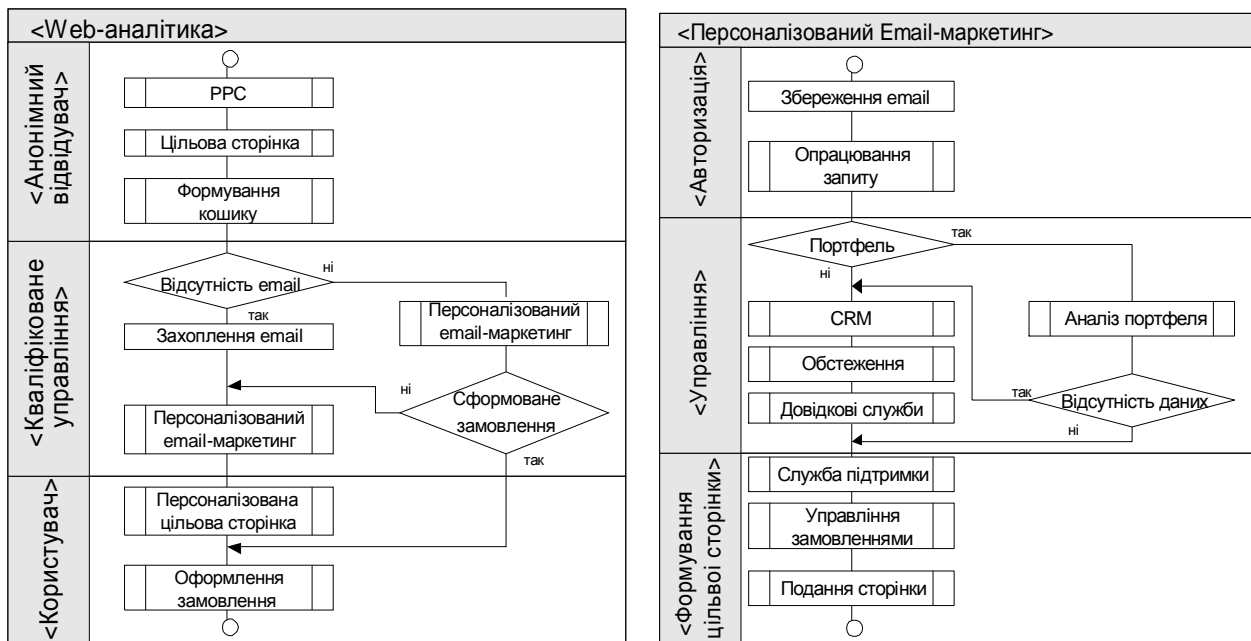 <Web-аналітика>
<Анонімний
відвідувач>
PPC
Цільова сторінка
Формування
кошику
<Кваліфіковане
управління>
Відсутність email
ні
так
Захоплення email
Персоналізований
email-маркетинг
ні
Сформоване
замовлення
Персоналізований
email-маркетинг
так
<Користувач>
Персоналізована
цільова сторінка
Оформлення
замовлення
<Персоналізований Email-маркетинг>
<Авторизація>
Збереження email
Опрацювання
запиту
<Управління>
Портфель
так
ні
CRM
Аналіз портфеля
Обстеження
Довідкові служби
так
Відсутність даних
ні
<Формування
цільвої сторінки>
Служба підтримки
Управління
замовленнями
Подання сторінки